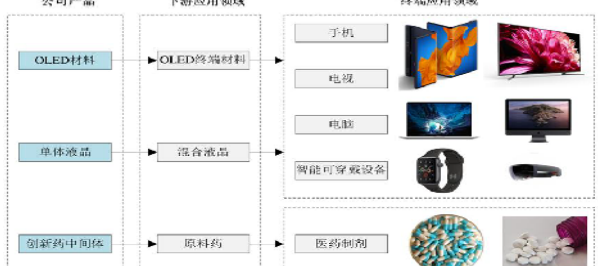 公司产品 下游应用领域 终端应用领域
手机
OLED材料 OLED终端材料
电视
电脑
单体液晶 混合液晶
智能可穿戴设备
创新药中间体 原料药 医药制剂